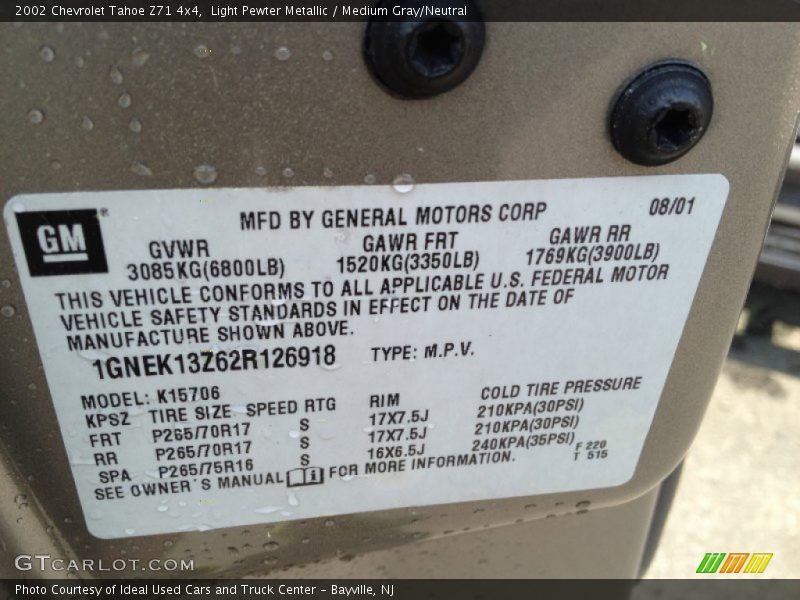 2002 Chevrolet Tahoe Z71 4x4,  Light Pewter Metallic / Medium Gray/Neutral
GM®
MFD BY GENERAL MOTORS CORP 08/01
GVWR GAWR FRT GAWR RR
3085KG(6800LB) 1520KG(3350LB) 1769KG(3900LB)
THIS VEHICLE CONFORMS TO ALL APPLICABLE U.S. FEDERAL MOTOR
VEHICLE SAFETY STANDARDS IN EFFECT ON THE DATE OF
MANUFACTURE SHOWN ABOVE.
1GNEK13Z62R126918 TYPE: M.P.V.
MODEL: K15706
KPSZ TIRE SIZE SPEED RTG RIM COLD TIRE PRESSURE
FRT P265/70R17 S 17X7.5J 210KPA(30PSI)
RR P265/70R17 S 17X7.5J 210KPA(30PSI)
SPA P265/75R16 S 16X6.5J 240KPA(35PSI)
SEE OWNER'S MANUAL i FOR MORE INFORMATION.
F 220
T 515
GTCARLOT.COM
Photo Courtesy of Ideal Used Cars and Truck Center – Bayville, NJ